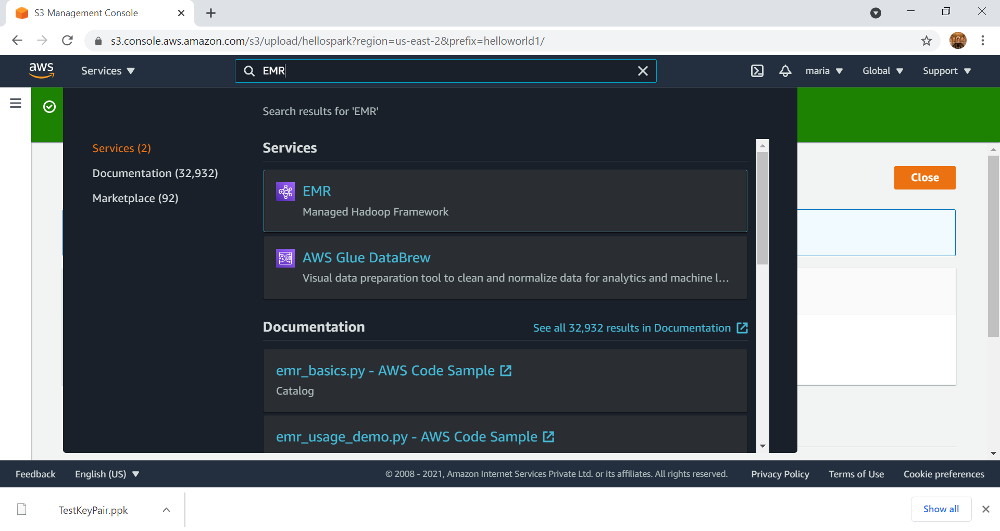 S3 Management Console
s3.console.aws.amazon.com/s3/upload/hellospark?region=us-east-2&prefix=helloworld1/
aws
Services
EMR
maria
Global
Support
Search results for 'EMR'
Services (2)
Documentation (32,932)
Marketplace (92)
Services
EMR
Managed Hadoop Framework
AWS Glue DataBrew
Visual data preparation tool to clean and normalize data for analytics and machine l...
Close
Documentation
See all 32,932 results in Documentation
emr_basics.py - AWS Code Sample
Catalog
emr_usage_demo.py - AWS Code Sample
Feedback
English (US)
© 2008 - 2021, Amazon Internet Services Private Ltd. or its affiliates. All rights reserved.
Privacy Policy
Terms of Use
Cookie preferences
TestKeyPair.ppk
Show all